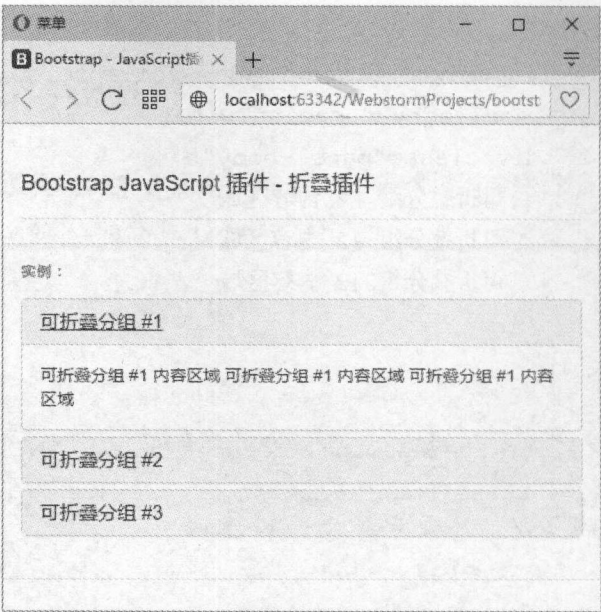 菜单
Bootstrap - JavaScript插
localhost:63342/WebstormProjects/bootst
Bootstrap JavaScript 插件 - 折叠插件
实例：
可折叠分组 #1
可折叠分组 #1 内容区域 可折叠分组 #1 内容区域 可折叠分组 #1 内容
区域
可折叠分组 #2
可折叠分组 #3